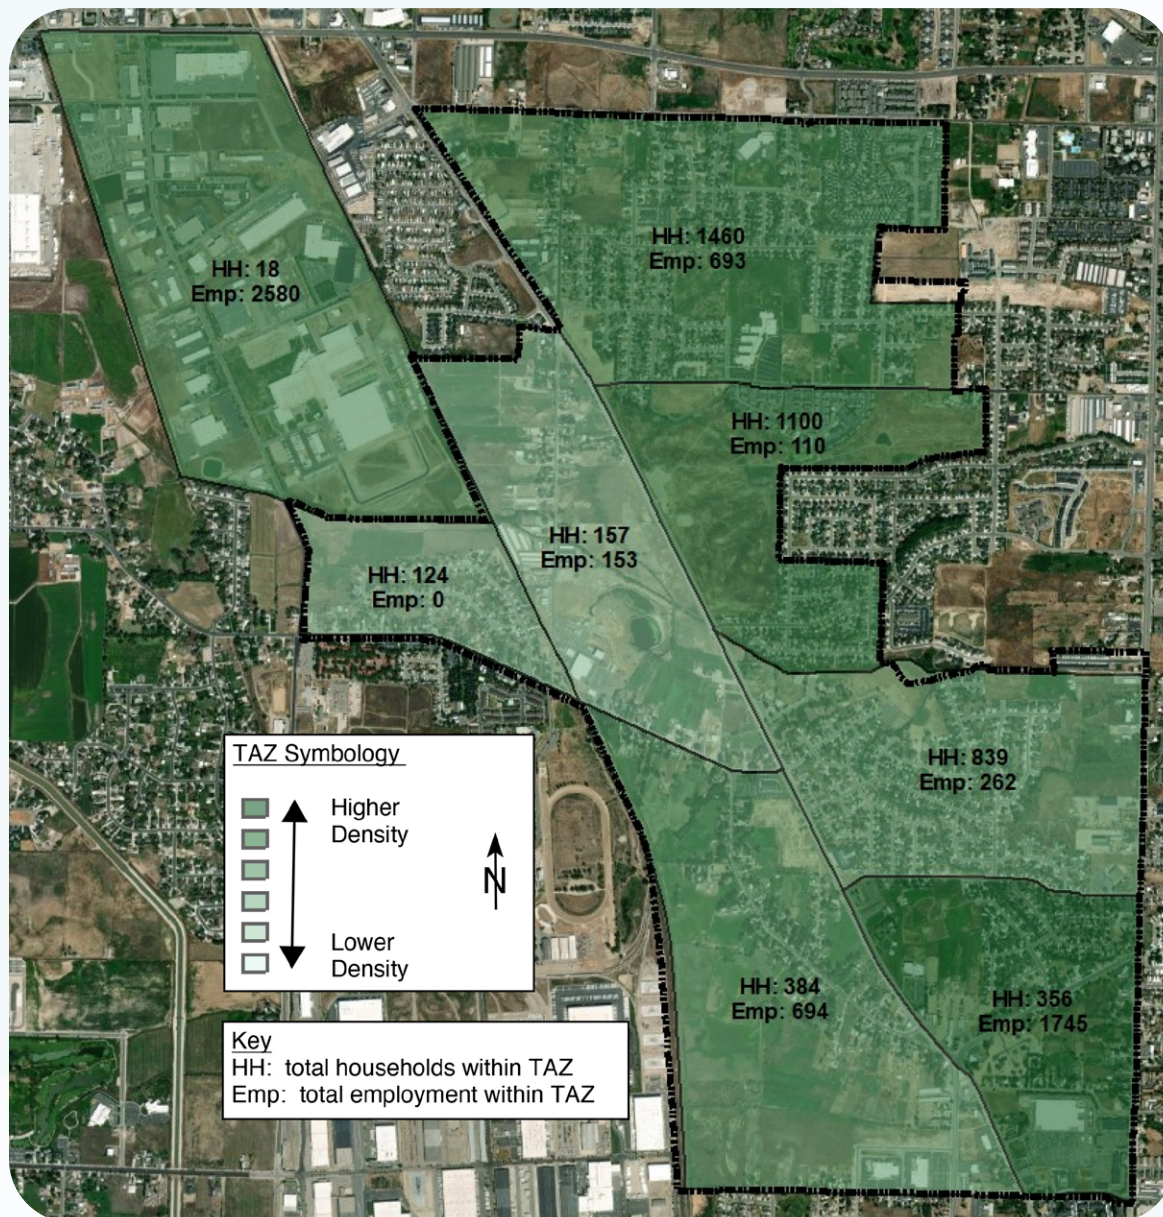 HH: 1460
Emp: 693
HH: 18
Emp: 2580
HH: 1100
Emp: 110
HH: 157
Emp: 153
HH: 124
Emp: 0
HH: 839
Emp: 262
HH: 384
Emp: 694
HH: 356
Emp: 1745
TAZ Symbology
Higher
Density
N
Lower
Density
Key
HH: total households within TAZ
Emp: total employment within TAZ